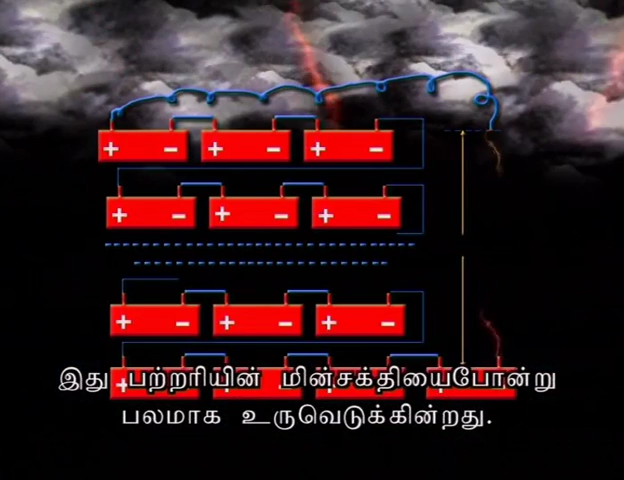 + - + - + -
+ - + - + -
+ - + - + -
இது பற்றரியின் மின்சக்தியைபோன்று
பலமாக உருவெடுக்கின்றது.